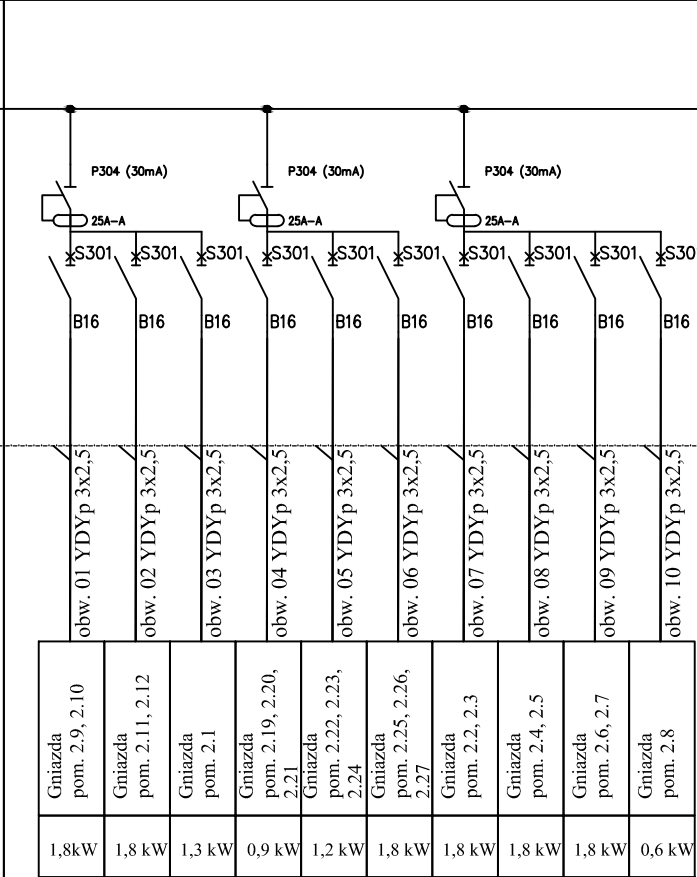 P304 (30mA)
P304 (30mA)
P304 (30mA)
25A-A
25A-A
25A-A
S301
S301
S301
S301
S301
S301
S301
S301
S301
S30
B16
B16
B16
B16
B16
B16
B16
B16
B16
B16
obw. 01 YDYp 3x2,5
obw. 02 YDYp 3x2,5
obw. 03 YDYp 3x2,5
obw. 04 YDYp 3x2,5
obw. 05 YDYp 3x2,5
obw. 06 YDYp 3x2,5
obw. 07 YDYp 3x2,5
obw. 08 YDYp 3x2,5
obw. 09 YDYp 3x2,5
obw. 10 YDYp 3x2,5
Gniazda
pom. 2.9, 2.10
Gniazda
pom. 2.11, 2.12
Gniazda
pom. 2.1
Gniazda
pom. 2.19, 2.20,
2.21
Gniazda
pom. 2.22, 2.23,
2.24
Gniazda
pom. 2.25, 2.26,
2.27
Gniazda
pom. 2.2, 2.3
Gniazda
pom. 2.4, 2.5
Gniazda
pom. 2.6, 2.7
Gniazda
pom. 2.8
1,8kW
1,8 kW
1,3 kW
0,9 kW
1,2 kW
1,8 kW
1,8 kW
1,8 kW
1,8 kW
0,6 kW